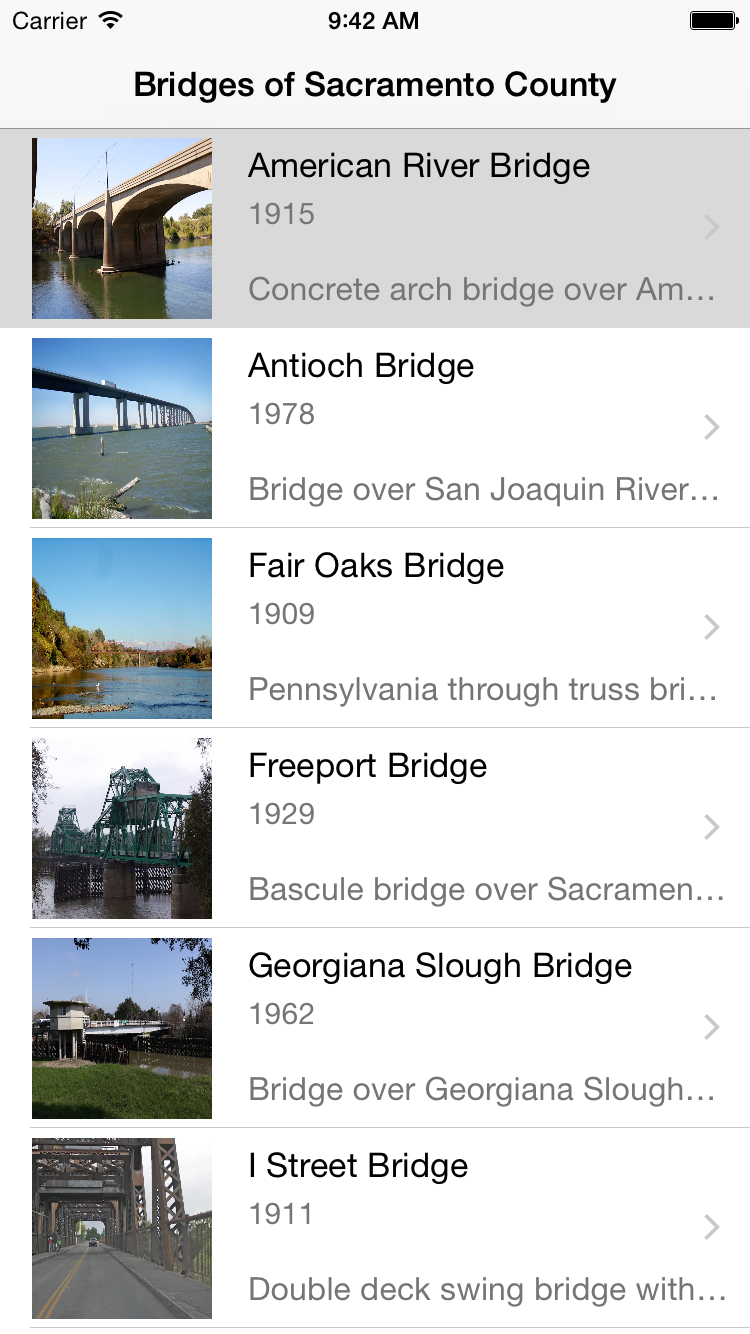 Carrier 9:42 AM
Bridges of Sacramento County
American River Bridge
1915
Concrete arch bridge over Am...
Antioch Bridge
1978
Bridge over San Joaquin River...
Fair Oaks Bridge
1909
Pennsylvania through truss bri...
Freeport Bridge
1929
Bascule bridge over Sacramen...
Georgiana Slough Bridge
1962
Bridge over Georgiana Slough...
I Street Bridge
1911
Double deck swing bridge with...